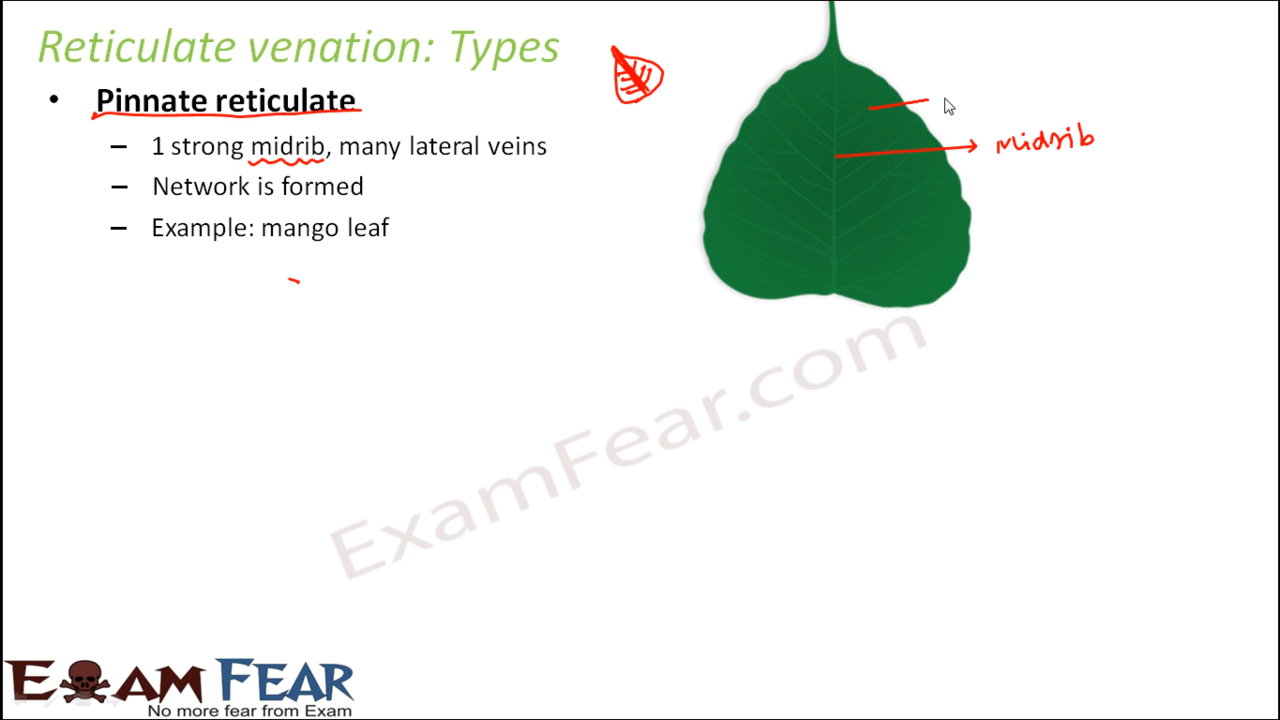 Reticulate venation: Types
• Pinnate reticulate
– 1 strong midrib, many lateral veins
– Network is formed
– Example: mango leaf
midrib
ExamFear.com
EXAM FEAR
No more fear from Exam